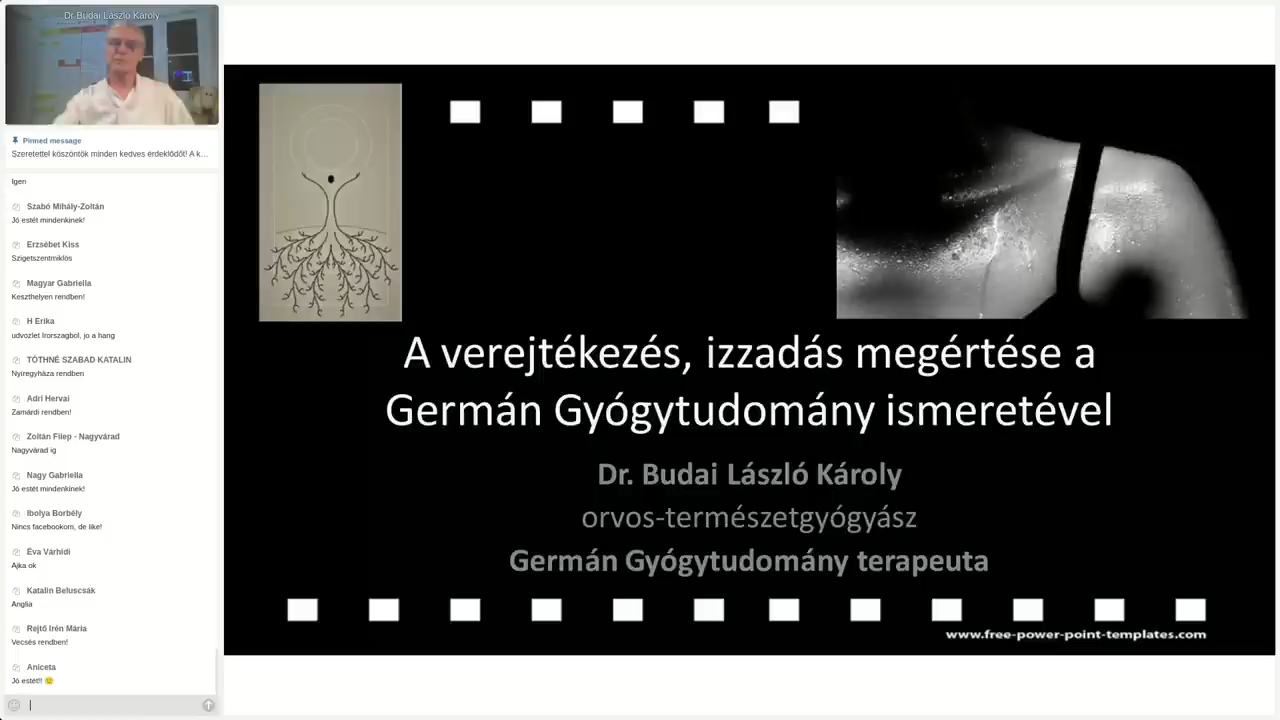 Dr Budai László Károly
Pinned message
Szeretettel köszöntök minden kedves érdeklődőt! A k...
Igen
Szabó Mihály-Zoltán
Jó estét mindenkinek!
Erzsébet Kiss
Szigetszentmiklós
Magyar Gabriella
Keszthelyen rendben!
H Erika
udvozlet Irorszagbol, jo a hang
TÓTHNÉ SZABAD KATALIN
Nyíregyháza rendben
Adri Hervai
Zamárdi rendben!
Zoltán Filep - Nagyvárad
Nagyvárad ig
Nagy Gabriella
Jó estét mindenkinek!
Ibolya Borbély
Nincs facebookom, de like!
Éva Várhidi
Ajka ok
Katalin Beluscsák
Anglia
Rejtő Irén Mária
Vecsés rendben!
Aniceta
Jó estét!! 🙂
A verejtékezés, izzadás megértése a
Germán Gyógytudomány ismeretével
Dr. Budai László Károly
orvos-természetgyógyász
Germán Gyógytudomány terapeuta
www.free-power-point-templates.com